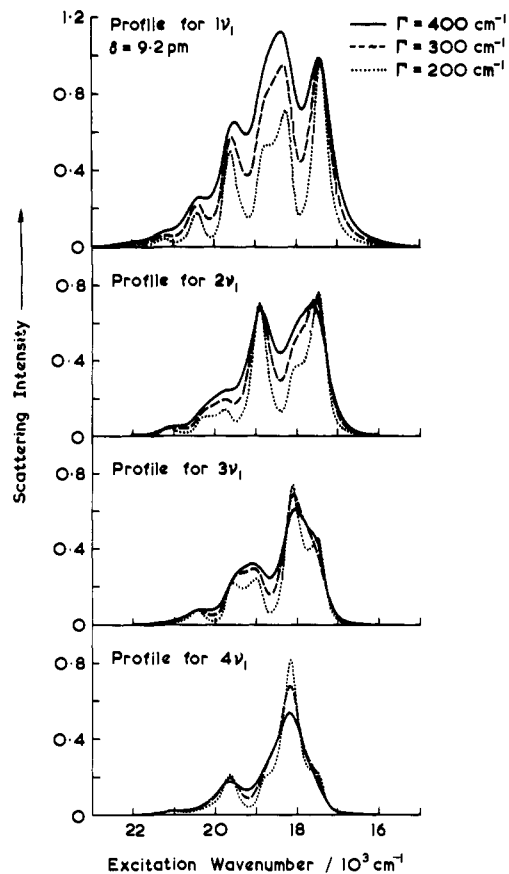 Profile for 1ν₁
δ = 9.2 pm
Γ = 400 cm⁻¹
Γ = 300 cm⁻¹
Γ = 200 cm⁻¹
1.2
0.8
0.4
0
Profile for 2ν₁
0.8
0.4
0
Profile for 3ν₁
0.8
0.4
0
Profile for 4ν₁
0.8
0.4
0
22 20 18 16
Scattering Intensity
Excitation Wavenumber / 10³ cm⁻¹